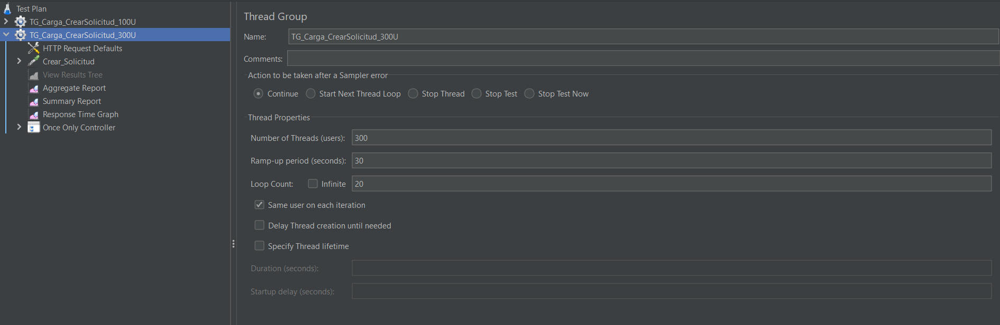 Test Plan
TG_Carga_CrearSolicitud_100U
TG_Carga_CrearSolicitud_300U
HTTP Request Defaults
Crear_Solicitud
View Results Tree
Aggregate Report
Summary Report
Response Time Graph
Once Only Controller
Thread Group
Name: TG_Carga_CrearSolicitud_300U
Comments:
Action to be taken after a Sampler error
Continue Start Next Thread Loop Stop Thread Stop Test Stop Test Now
Thread Properties
Number of Threads (users): 300
Ramp-up period (seconds): 30
Loop Count: Infinite 20
Same user on each iteration
Delay Thread creation until needed
Specify Thread lifetime
Duration (seconds):
Startup delay (seconds):